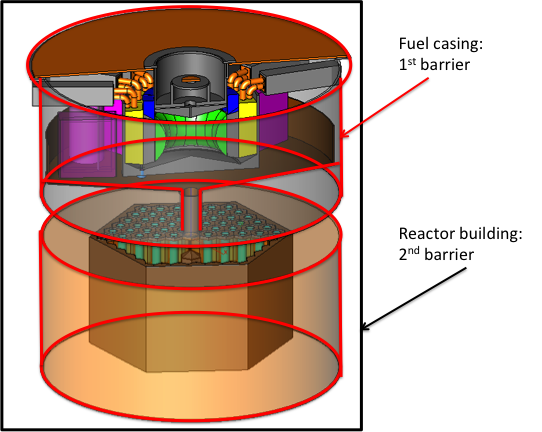 Fuel casing:
1st barrier
Reactor building:
2nd barrier